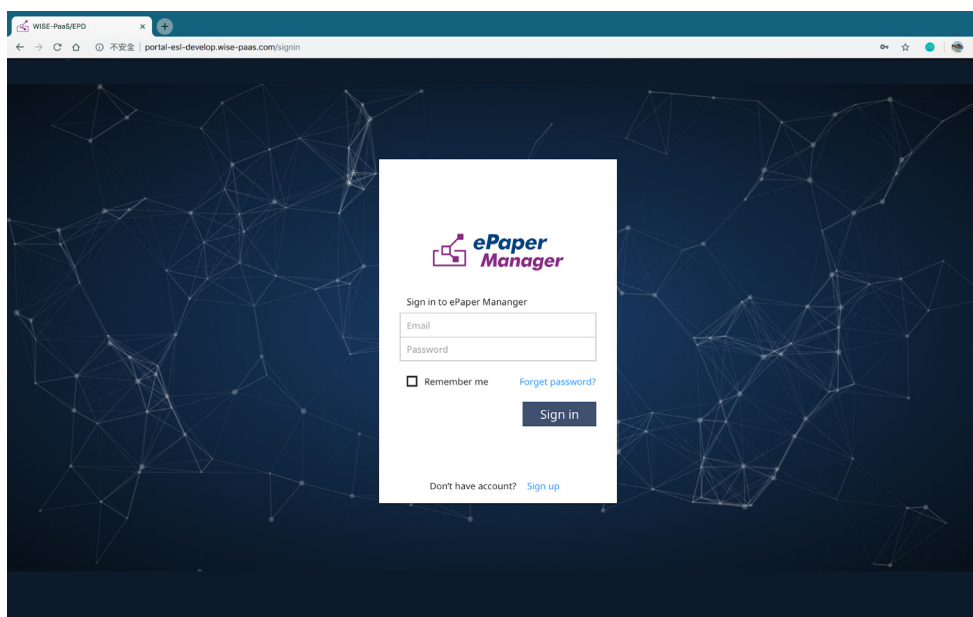 WISE-PaaS/EPD
不安全 | portal-esl-develop.wise-paas.com/signin
ePaper
Manager
Sign in to ePaper Mananger
Email
Password
Remember me Forget password?
Sign in
Don't have account? Sign up